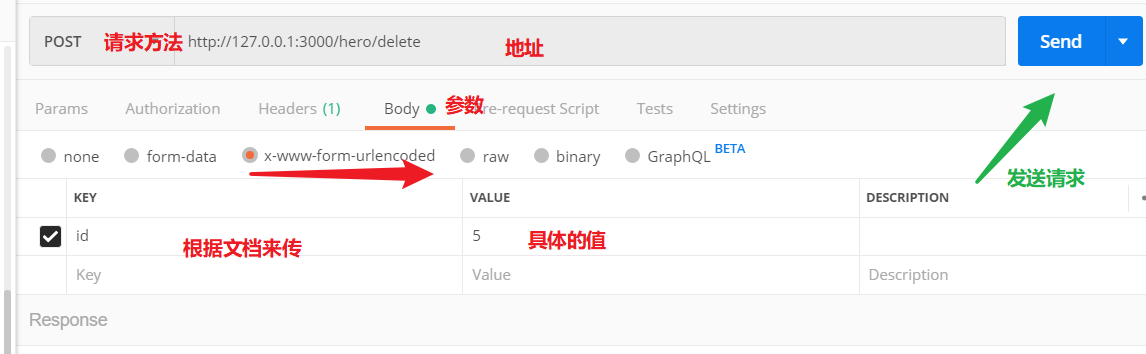 POST 请求方法 http://127.0.0.1:3000/hero/delete 地址 Send
Params Authorization Headers (1) Body 参数 re-request Script Tests Settings
none form-data x-www-form-urlencoded raw binary GraphQL BETA
发送请求
KEY VALUE DESCRIPTION
id 根据文档来传 5 具体的值
Key Value Description
Response